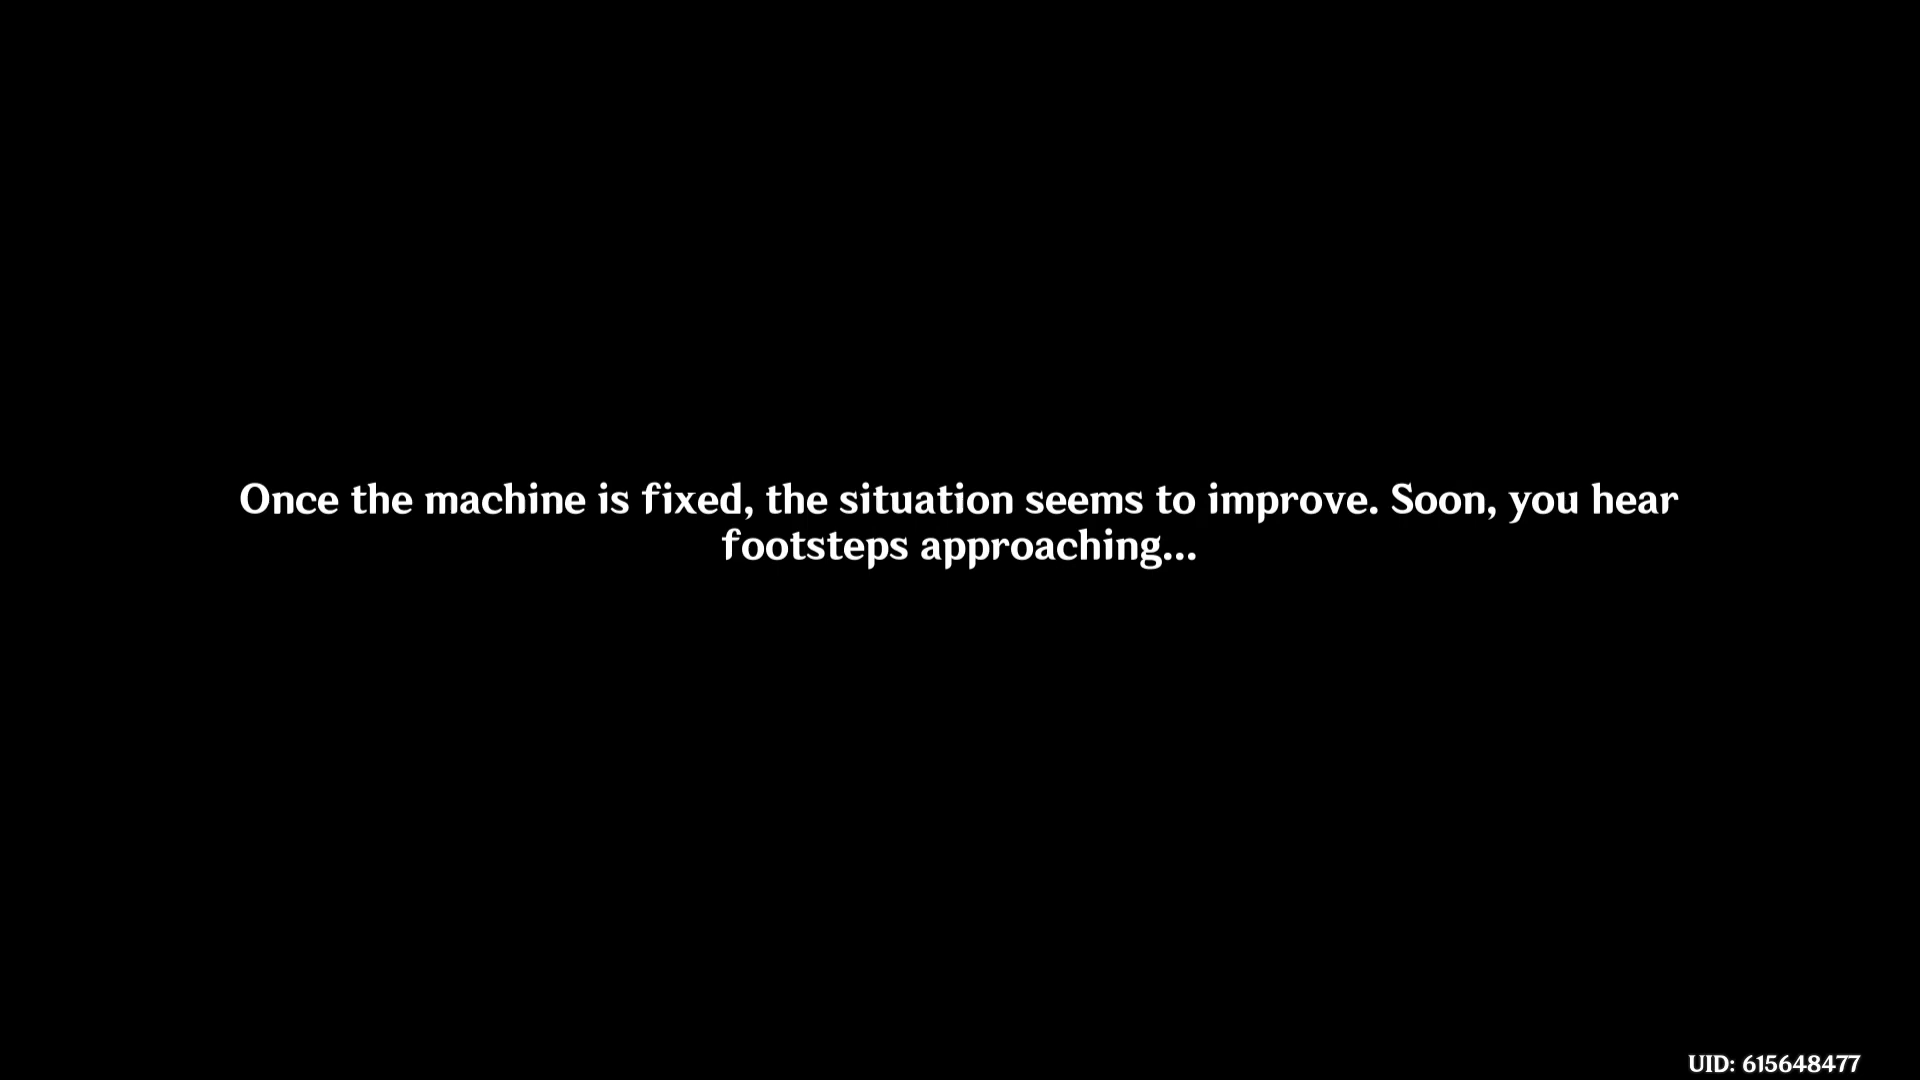 Once the machine is fixed, the situation seems to improve. Soon, you hear
footsteps approaching...
UID: 615648477